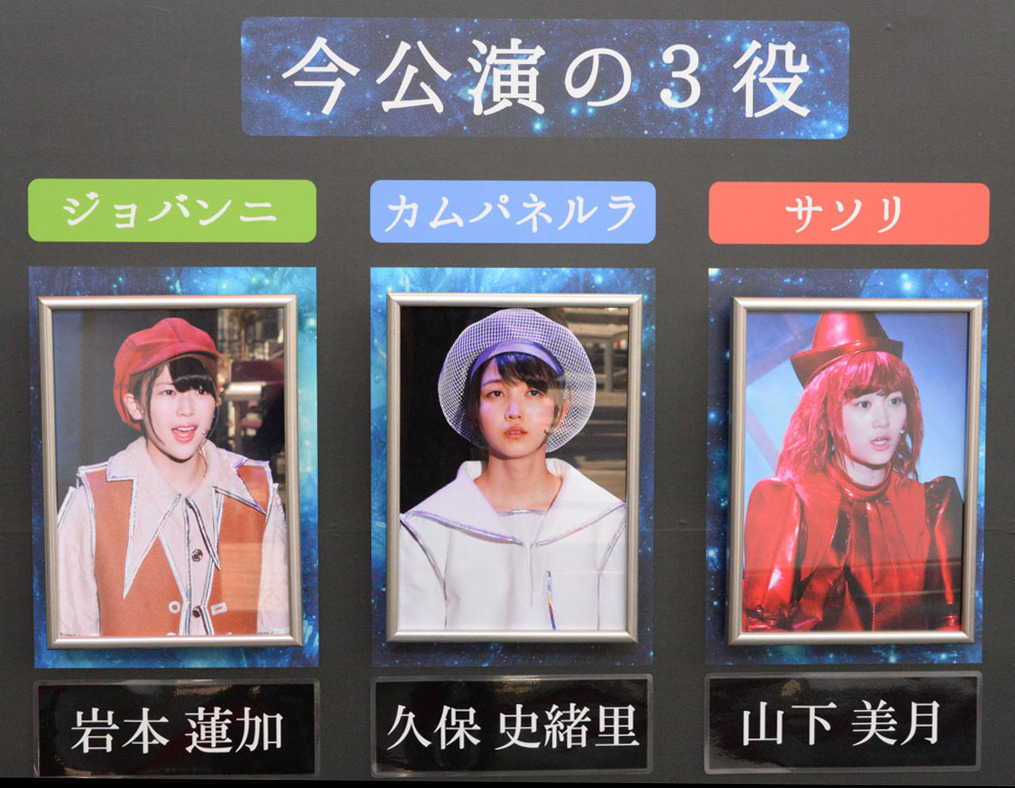 今公演の3役
ジョバンニ
カムパネルラ
サソリ
岩本 蓮加
久保 史緒里
山下 美月